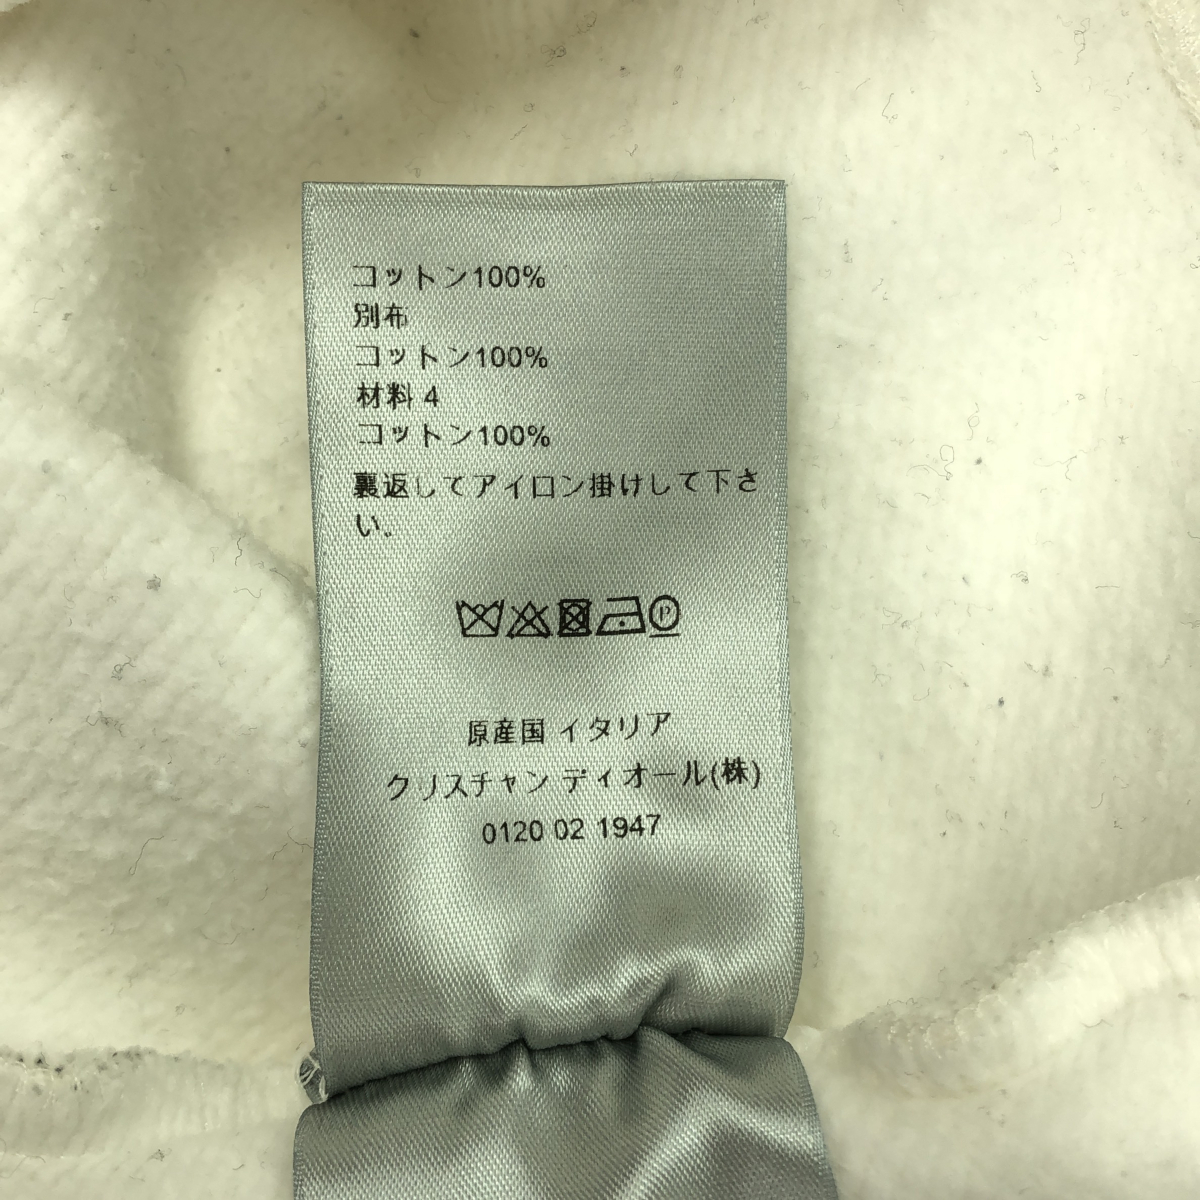 コットン100%
別布
コットン100%
材料 4
コットン100%
裏返してアイロン掛けして下さ
い。
P
原産国 イタリア
クリスチャン ディオール(株)
0120 02 1947